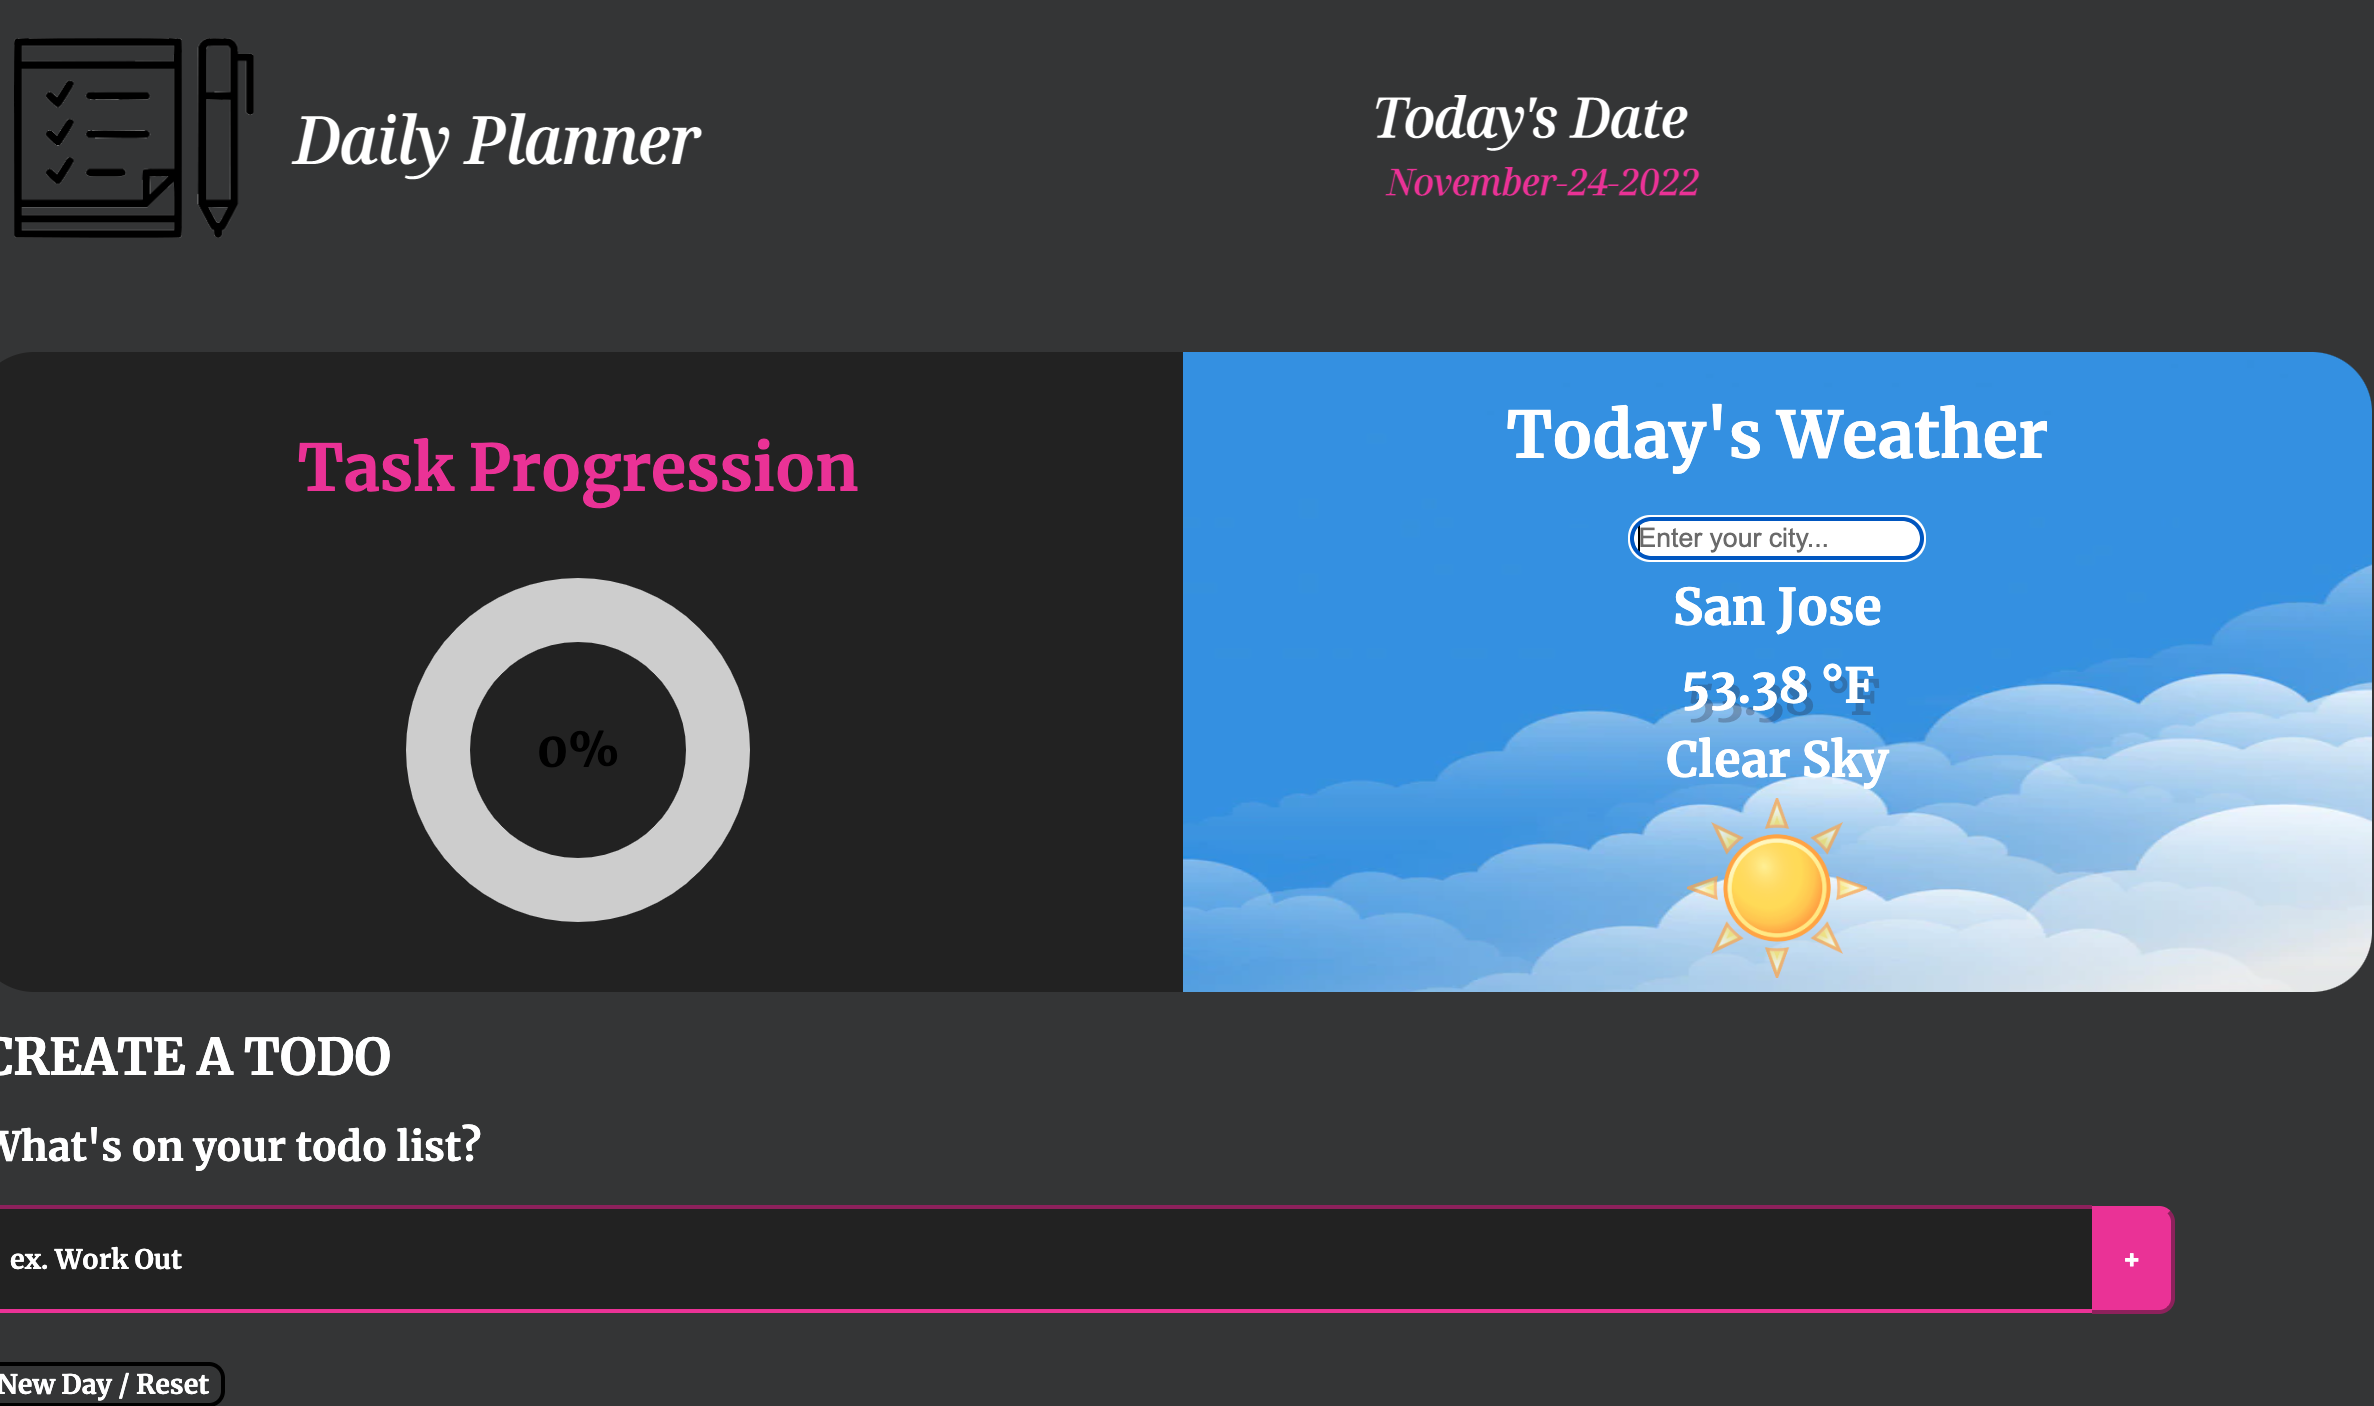 Daily Planner
Today's Date
November-24-2022
Task Progression
0%
Today's Weather
Enter your city...
San Jose
53.38 °F
Clear Sky
CREATE A TODO
What's on your todo list?
ex. Work Out
+
New Day / Reset